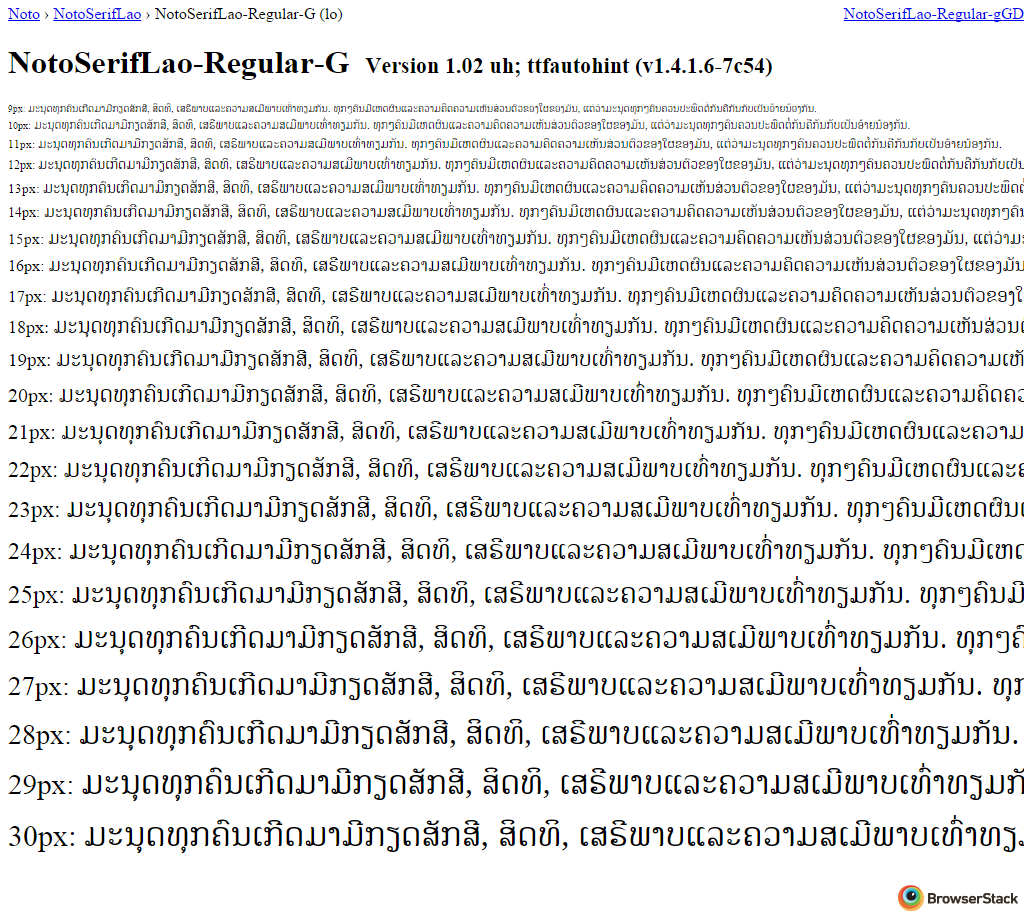 Noto › NotoSerifLao › NotoSerifLao-Regular-G (lo) NotoSerifLao-Regular-gGD
NotoSerifLao-Regular-G Version 1.02 uh; ttfautohint (v1.4.1.6-7c54)
9px: ມະນຸດທຸກຄົນເກີດມາມີກຽດສັກສີ, ສິດທິ, ເສຣີພາບແລະຄວາມສເມີພາບເທົ່າທຽມກັນ. ທຸກໆຄົນມີເຫດຜົນແລະຄວາມຄິດຄວາມເຫັນສ່ວນຕົວຂອງໃຜຂອງມັນ, ແຕ່ວ່າມະນຸດທຸກໆຄົນຄວນປະພຶດຕໍ່ກັນຄືກັນກັບເປັນອ້າຍນ້ອງກັນ.
10px: ມະນຸດທຸກຄົນເກີດມາມີກຽດສັກສີ, ສິດທິ, ເສຣີພາບແລະຄວາມສເມີພາບເທົ່າທຽມກັນ. ທຸກໆຄົນມີເຫດຜົນແລະຄວາມຄິດຄວາມເຫັນສ່ວນຕົວຂອງໃຜຂອງມັນ, ແຕ່ວ່າມະນຸດທຸກໆຄົນຄວນປະພຶດຕໍ່ກັນຄືກັນກັບເປັນອ້າຍນ້ອງກັນ.
11px: ມະນຸດທຸກຄົນເກີດມາມີກຽດສັກສີ, ສິດທິ, ເສຣີພາບແລະຄວາມສເມີພາບເທົ່າທຽມກັນ. ທຸກໆຄົນມີເຫດຜົນແລະຄວາມຄິດຄວາມເຫັນສ່ວນຕົວຂອງໃຜຂອງມັນ, ແຕ່ວ່າມະນຸດທຸກໆຄົນຄວນປະພຶດຕໍ່ກັນຄືກັນກັບເປັນອ້າຍນ້ອງກັນ.
12px: ມະນຸດທຸກຄົນເກີດມາມີກຽດສັກສີ, ສິດທິ, ເສຣີພາບແລະຄວາມສເມີພາບເທົ່າທຽມກັນ. ທຸກໆຄົນມີເຫດຜົນແລະຄວາມຄິດຄວາມເຫັນສ່ວນຕົວຂອງໃຜຂອງມັນ, ແຕ່ວ່າມະນຸດທຸກໆຄົນຄວນປະພຶດຕໍ່ກັນຄືກັນກັບເປັ
13px: ມະນຸດທຸກຄົນເກີດມາມີກຽດສັກສີ, ສິດທິ, ເສຣີພາບແລະຄວາມສເມີພາບເທົ່າທຽມກັນ. ທຸກໆຄົນມີເຫດຜົນແລະຄວາມຄິດຄວາມເຫັນສ່ວນຕົວຂອງໃຜຂອງມັນ, ແຕ່ວ່າມະນຸດທຸກໆຄົນຄວນປະພຶດຕໍ່
14px: ມະນຸດທຸກຄົນເກີດມາມີກຽດສັກສີ, ສິດທິ, ເສຣີພາບແລະຄວາມສເມີພາບເທົ່າທຽມກັນ. ທຸກໆຄົນມີເຫດຜົນແລະຄວາມຄິດຄວາມເຫັນສ່ວນຕົວຂອງໃຜຂອງມັນ, ແຕ່ວ່າມະນຸດທຸກໆຄົ
15px: ມະນຸດທຸກຄົນເກີດມາມີກຽດສັກສີ, ສິດທິ, ເສຣີພາບແລະຄວາມສເມີພາບເທົ່າທຽມກັນ. ທຸກໆຄົນມີເຫດຜົນແລະຄວາມຄິດຄວາມເຫັນສ່ວນຕົວຂອງໃຜຂອງມັນ, ແຕ່ວ່າມະ
16px: ມະນຸດທຸກຄົນເກີດມາມີກຽດສັກສີ, ສິດທິ, ເສຣີພາບແລະຄວາມສເມີພາບເທົ່າທຽມກັນ. ທຸກໆຄົນມີເຫດຜົນແລະຄວາມຄິດຄວາມເຫັນສ່ວນຕົວຂອງໃຜຂອງມັນ
17px: ມະນຸດທຸກຄົນເກີດມາມີກຽດສັກສີ, ສິດທິ, ເສຣີພາບແລະຄວາມສເມີພາບເທົ່າທຽມກັນ. ທຸກໆຄົນມີເຫດຜົນແລະຄວາມຄິດຄວາມເຫັນສ່ວນຕົວຂອງໃ
18px: ມະນຸດທຸກຄົນເກີດມາມີກຽດສັກສີ, ສິດທິ, ເສຣີພາບແລະຄວາມສເມີພາບເທົ່າທຽມກັນ. ທຸກໆຄົນມີເຫດຜົນແລະຄວາມຄິດຄວາມເຫັນສ່ວນ
19px: ມະນຸດທຸກຄົນເກີດມາມີກຽດສັກສີ, ສິດທິ, ເສຣີພາບແລະຄວາມສເມີພາບເທົ່າທຽມກັນ. ທຸກໆຄົນມີເຫດຜົນແລະຄວາມຄິດຄວາມເຫັ
20px: ມະນຸດທຸກຄົນເກີດມາມີກຽດສັກສີ, ສິດທິ, ເສຣີພາບແລະຄວາມສເມີພາບເທົ່າທຽມກັນ. ທຸກໆຄົນມີເຫດຜົນແລະຄວາມຄິດຄວ
21px: ມະນຸດທຸກຄົນເກີດມາມີກຽດສັກສີ, ສິດທິ, ເສຣີພາບແລະຄວາມສເມີພາບເທົ່າທຽມກັນ. ທຸກໆຄົນມີເຫດຜົນແລະຄວາມ
22px: ມະນຸດທຸກຄົນເກີດມາມີກຽດສັກສີ, ສິດທິ, ເສຣີພາບແລະຄວາມສເມີພາບເທົ່າທຽມກັນ. ທຸກໆຄົນມີເຫດຜົນແລະຄ
23px: ມະນຸດທຸກຄົນເກີດມາມີກຽດສັກສີ, ສິດທິ, ເສຣີພາບແລະຄວາມສເມີພາບເທົ່າທຽມກັນ. ທຸກໆຄົນມີເຫດຜົນ
24px: ມະນຸດທຸກຄົນເກີດມາມີກຽດສັກສີ, ສິດທິ, ເສຣີພາບແລະຄວາມສເມີພາບເທົ່າທຽມກັນ. ທຸກໆຄົນມີເຫດ
25px: ມະນຸດທຸກຄົນເກີດມາມີກຽດສັກສີ, ສິດທິ, ເສຣີພາບແລະຄວາມສເມີພາບເທົ່າທຽມກັນ. ທຸກໆຄົນມີ
26px: ມະນຸດທຸກຄົນເກີດມາມີກຽດສັກສີ, ສິດທິ, ເສຣີພາບແລະຄວາມສເມີພາບເທົ່າທຽມກັນ. ທຸກໆຄົ
27px: ມະນຸດທຸກຄົນເກີດມາມີກຽດສັກສີ, ສິດທິ, ເສຣີພາບແລະຄວາມສເມີພາບເທົ່າທຽມກັນ. ທຸກ
28px: ມະນຸດທຸກຄົນເກີດມາມີກຽດສັກສີ, ສິດທິ, ເສຣີພາບແລະຄວາມສເມີພາບເທົ່າທຽມກັນ.
29px: ມະນຸດທຸກຄົນເກີດມາມີກຽດສັກສີ, ສິດທິ, ເສຣີພາບແລະຄວາມສເມີພາບເທົ່າທຽມກັ
30px: ມະນຸດທຸກຄົນເກີດມາມີກຽດສັກສີ, ສິດທິ, ເສຣີພາບແລະຄວາມສເມີພາບເທົ່າທຽ
BrowserStack